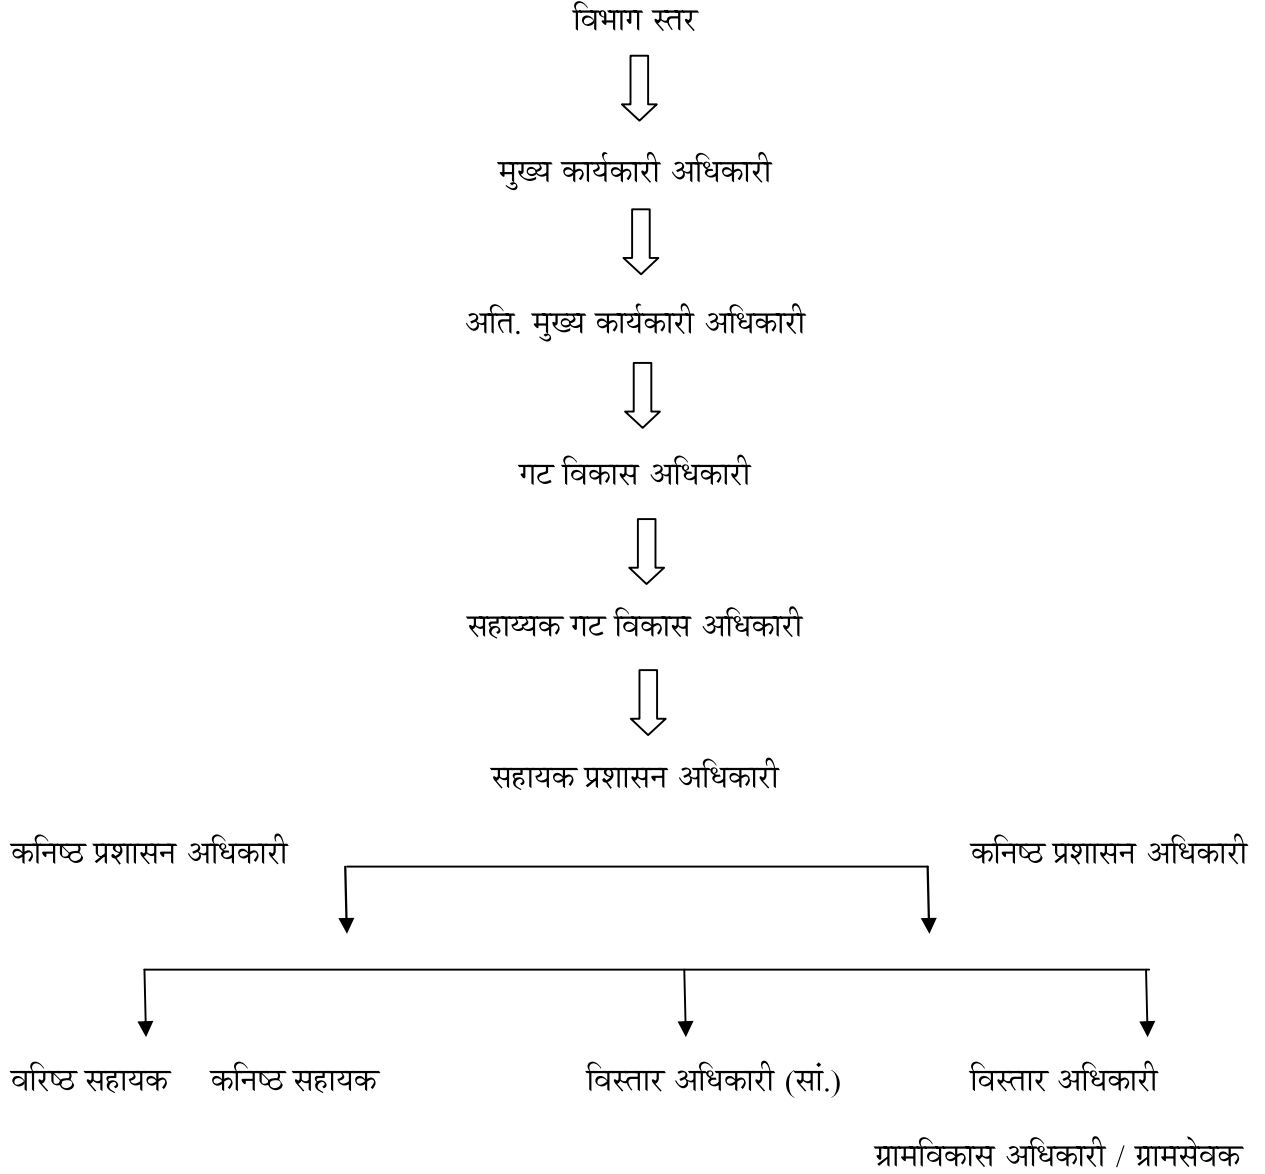 विभाग स्तर
मुख्य कार्यकारी अधिकारी
अति. मुख्य कार्यकारी अधिकारी
गट विकास अधिकारी
सहाय्यक गट विकास अधिकारी
सहायक प्रशासन अधिकारी
कनिष्ठ प्रशासन अधिकारी कनिष्ठ प्रशासन अधिकारी
वरिष्ठ सहायक कनिष्ठ सहायक विस्तार अधिकारी (सां.) विस्तार अधिकारी
ग्रामविकास अधिकारी / ग्रामसेवक